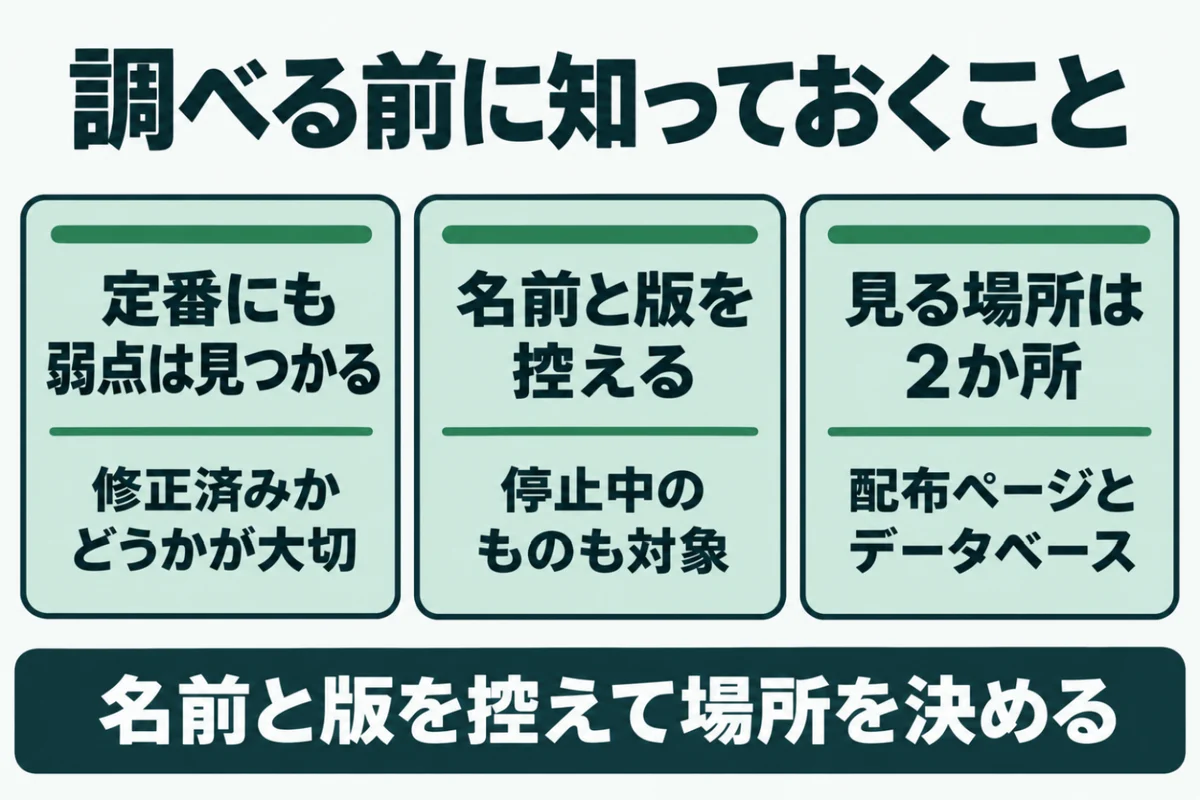 調べる前に知っておくこと
定番にも
弱点は見つかる
修正済みか
どうかが大切
名前と版を
控える
停止中の
ものも対象
見る場所は
2か所
配布ページと
データベース
名前と版を控えて場所を決める